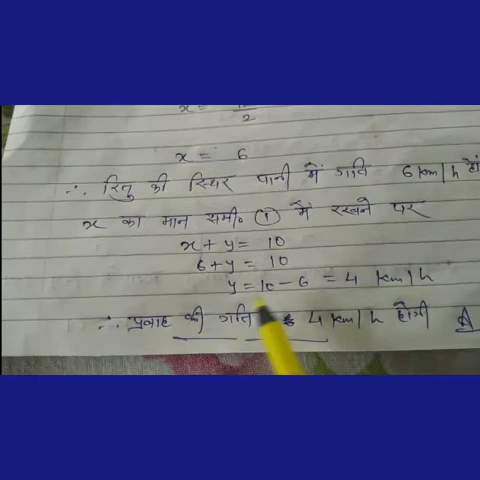 2
x = 6
∴ रितु की स्थिर पानी में गति 6 km/h हो
x का मान समी० ① में रखने पर
x + y = 10
6 + y = 10
y = 10 - 6 = 4 km/h
∴ प्रवाह की गति 4 km/h होगी A